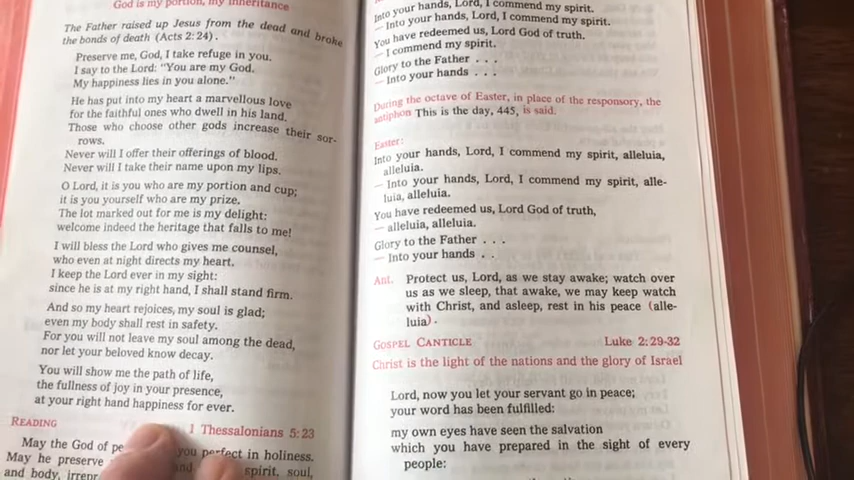 God is my portion, my inheritance
The Father raised up Jesus from the dead and broke
the bonds of death (Acts 2:24).
Preserve me, God, I take refuge in you.
I say to the Lord: "You are my God.
My happiness lies in you alone."
He has put into my heart a marvellous love
for the faithful ones who dwell in his land.
Those who choose other gods increase their sor-
rows.
Never will I offer their offerings of blood.
Never will I take their name upon my lips.
O Lord, it is you who are my portion and cup;
it is you yourself who are my prize.
The lot marked out for me is my delight:
welcome indeed the heritage that falls to me!
I will bless the Lord who gives me counsel,
who even at night directs my heart.
I keep the Lord ever in my sight:
since he is at my right hand, I shall stand firm.
And so my heart rejoices, my soul is glad;
even my body shall rest in safety.
For you will not leave my soul among the dead,
nor let your beloved know decay.
You will show me the path of life,
the fullness of joy in your presence,
at your right hand happiness for ever.
READING 1 Thessalonians 5:23
May the God of you perfect in holiness.
May he preserve and spirit, soul,
and body,
Into your hands, Lord, I commend my spirit.
— Into your hands, Lord, I commend my spirit.
You have redeemed us, Lord God of truth.
— I commend my spirit.
Glory to the Father . . .
— Into your hands . . .
During the octave of Easter, in place of the responsory, the
antiphon This is the day, 445, is said.
Easter:
Into your hands, Lord, I commend my spirit, alleluia,
alleluia.
— Into your hands, Lord, I commend my spirit, alle-
luia, alleluia.
You have redeemed us, Lord God of truth,
— alleluia, alleluia.
Glory to the Father . . .
— Into your hands . .
Ant. Protect us, Lord, as we stay awake; watch over
us as we sleep, that awake, we may keep watch
with Christ, and asleep, rest in his peace (alle-
luia).
GOSPEL CANTICLE Luke 2:29-32
Christ is the light of the nations and the glory of Israel
Lord, now you let your servant go in peace;
your word has been fulfilled:
my own eyes have seen the salvation
which you have prepared in the sight of every
people: